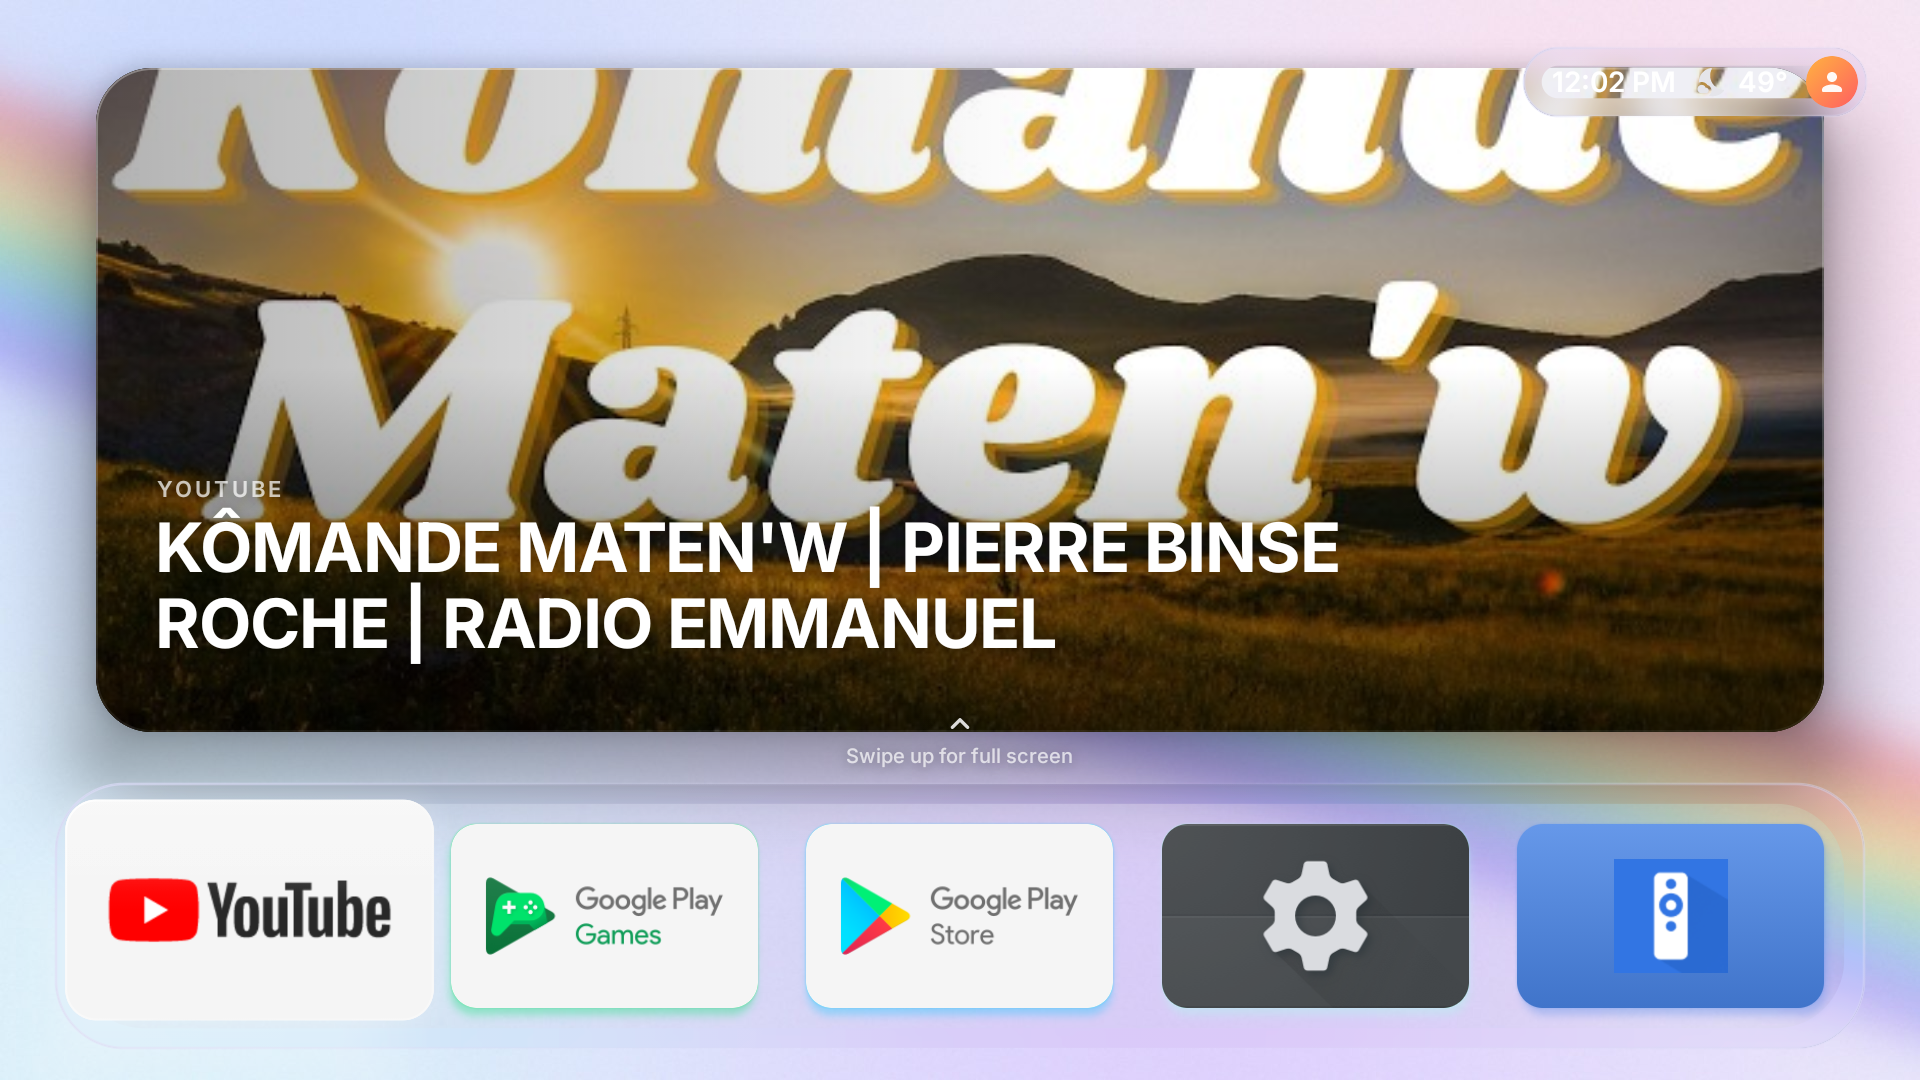 12:02 PM 49°
Kômande
Maten'w
YOUTUBE
KÔMANDE MATEN'W | PIERRE BINSE
ROCHE | RADIO EMMANUEL
Swipe up for full screen
YouTube
Google Play
Games
Google Play
Store